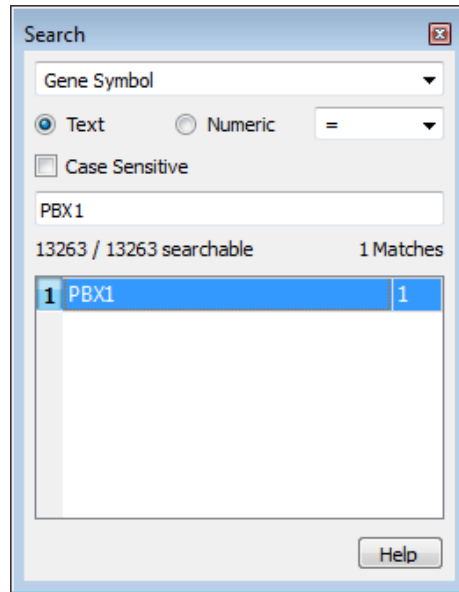 Search
Gene Symbol
Text Numeric =
Case Sensitive
PBX1
13263 / 13263 searchable 1 Matches
1 PBX1 1
Help